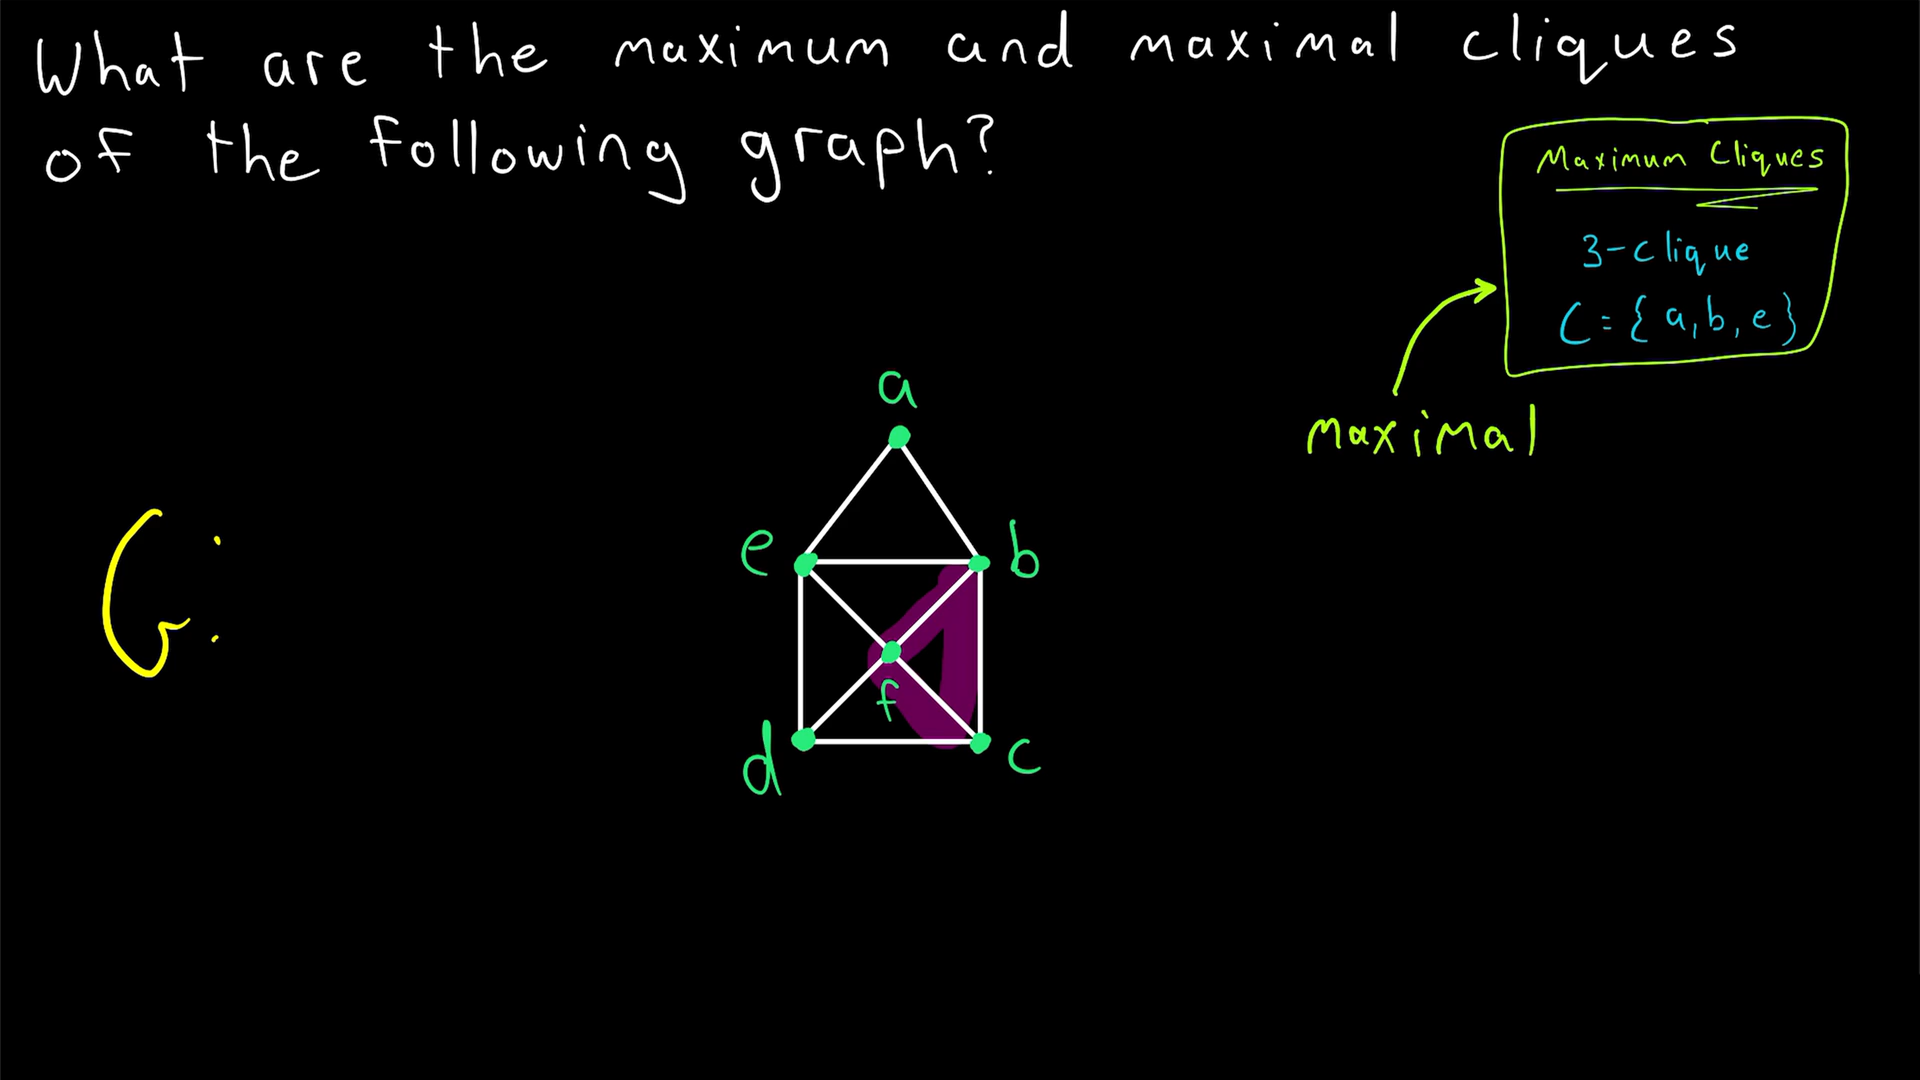 What are the maximum and maximal cliques
of the following graph?
Maximum Cliques
3-clique
C = {a, b, e}
maximal
a
e
b
G:
f
d
c